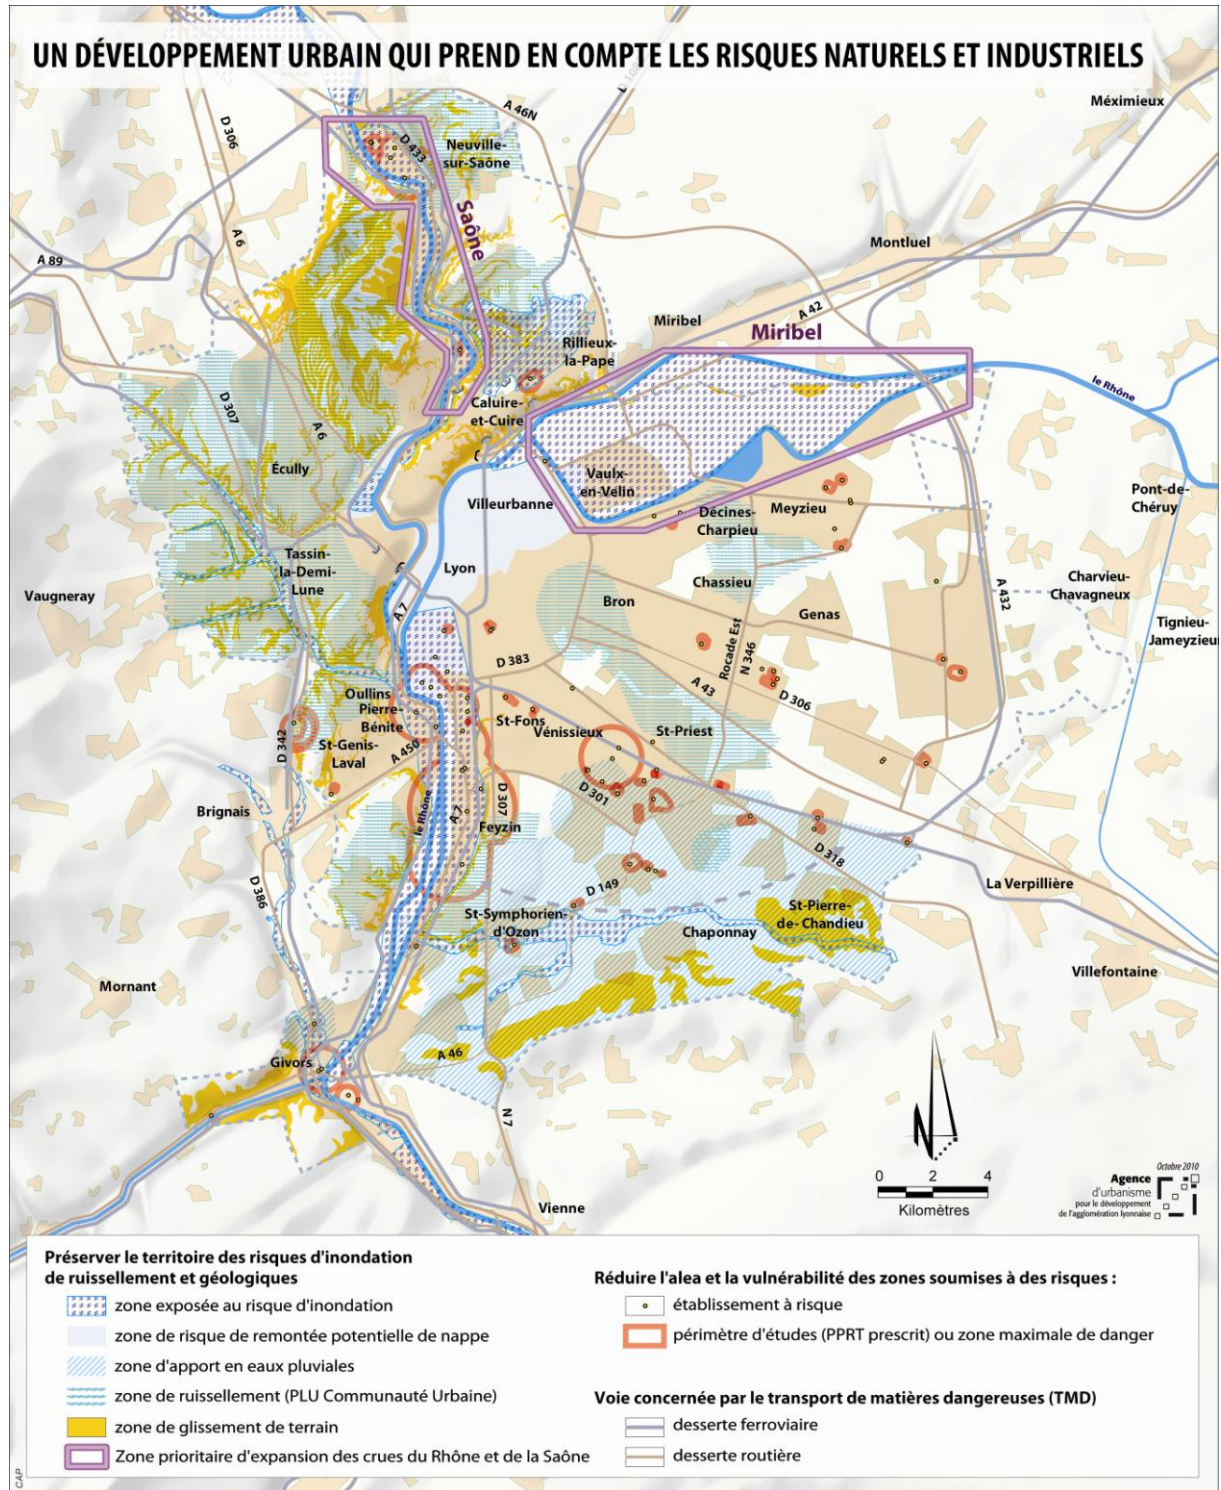 UN DÉVELOPPEMENT URBAIN QUI PREND EN COMPTE LES RISQUES NATURELS ET INDUSTRIELS
Méximieux
A 46N
D 306
D 433
Neuville-
sur-Saône
Saône
A 6
Montluel
A 89
A 42
Miribel
Miribel
Rillieux-
la-Pape
le Rhône
D 307
A 6
Caluire-
et-Cuire
Écully
Vaulx-
en-Velin
Villeurbanne
Meyzieu
Décines-
Charpieu
Pont-de-
Chéruy
Tassin-
la-Demi-
Lune
Lyon
Chassieu
Charvieu-
Chavagneux
Vaugneray
A 7
Bron
Genas
A 432
Tignieu-
Jameyzieu
D 383
Rocade Est
N 346
A 43
D 306
Oullins
Pierre-
Bénite
St-Fons
Vénissieux
St-Priest
D 342
St-Genis-
Laval
A 450
D 301
D 307
Brignais
le Rhône
A 7
Feyzin
D 318
D 386
D 149
La Verpillière
St-Symphorien-
d'Ozon
St-Pierre-
de- Chandieu
Chaponnay
Villefontaine
Mornant
Givors
A 46
N 7
N
Vienne
0 2 4
Kilomètres
Octobre 2010
Agence
d'urbanisme
pour le développement
de l'agglomération lyonnaise
Préserver le territoire des risques d'inondation
de ruissellement et géologiques
zone exposée au risque d'inondation
zone de risque de remontée potentielle de nappe
zone d'apport en eaux pluviales
zone de ruissellement (PLU Communauté Urbaine)
zone de glissement de terrain
Zone prioritaire d'expansion des crues du Rhône et de la Saône
Réduire l'alea et la vulnérabilité des zones soumises à des risques :
établissement à risque
périmètre d'études (PPRT prescrit) ou zone maximale de danger
Voie concernée par le transport de matières dangereuses (TMD)
desserte ferroviaire
desserte routière
CAP